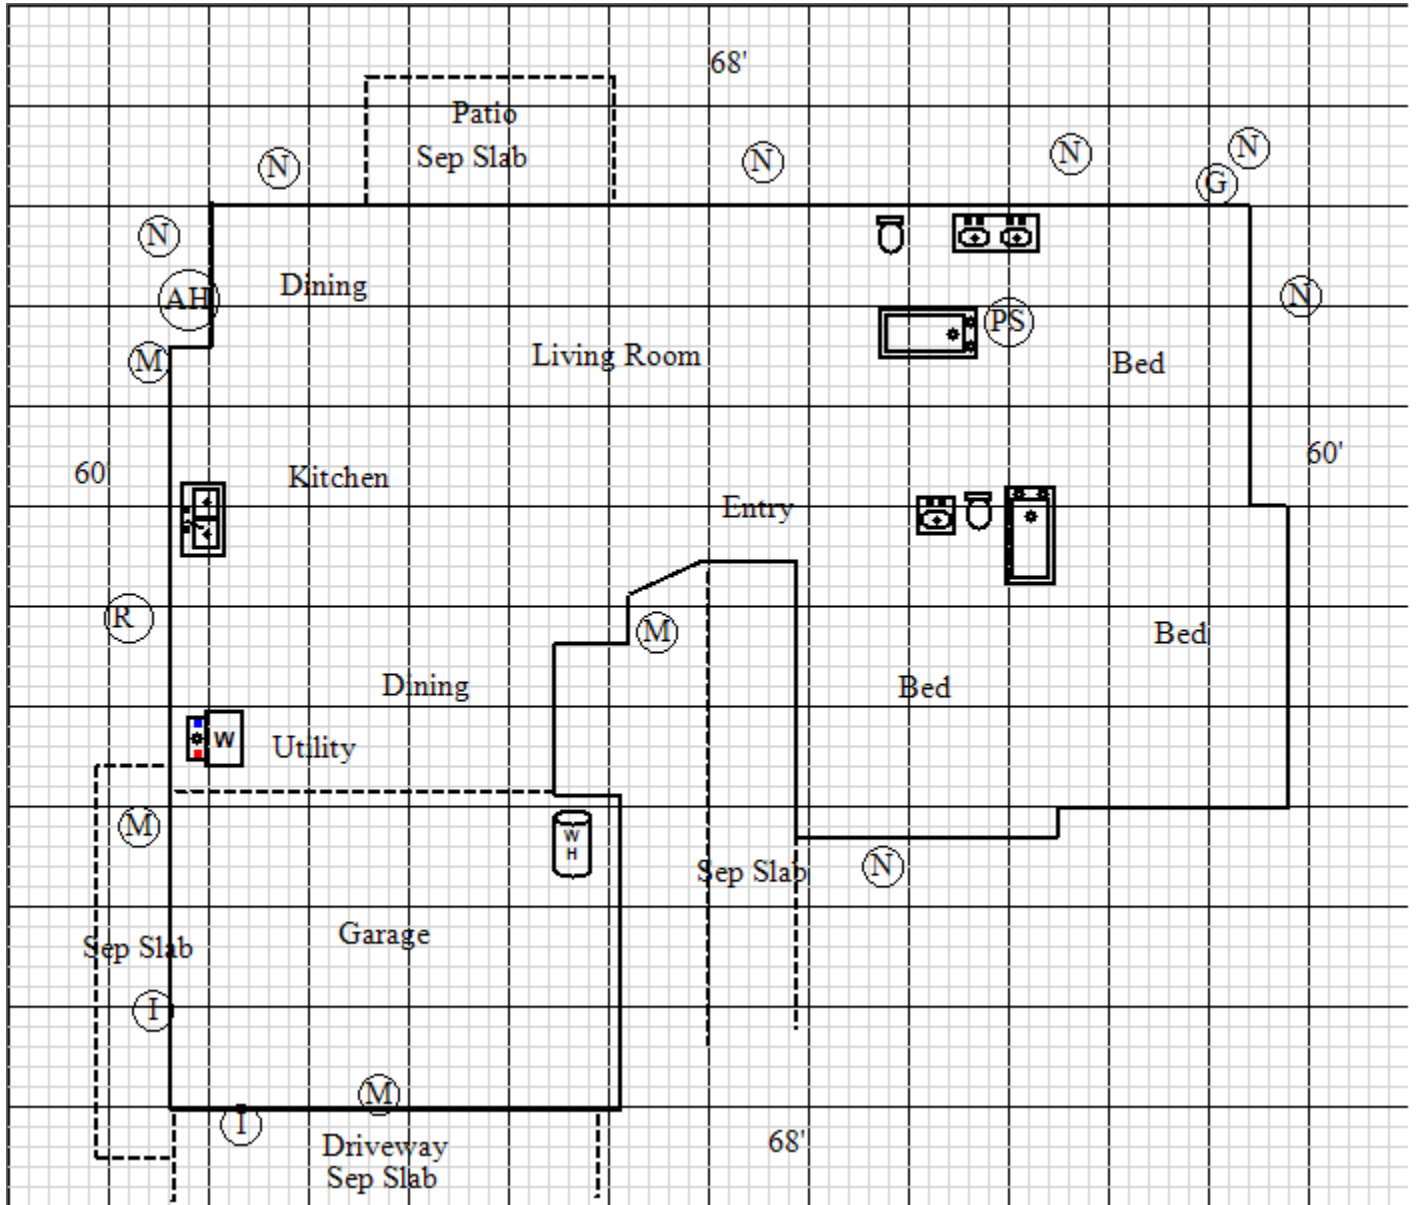 68'
Patio
Sep Slab
N
N
N
N
G
N
AH
Dining
N
PS
M
Living Room
Bed
60
Kitchen
Entry
60'
R
M
Bed
Dining
Bed
W
Utility
M
W
H
Sep Slab
N
Garage
Sep Slab
I
M
I
Driveway
68'
Sep Slab